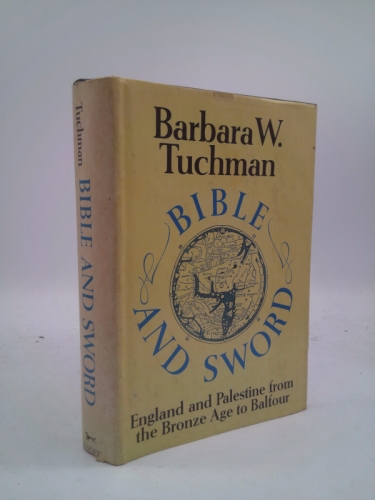 Barbara W.
Tuchman
BIBLE
AND SWORD
England and Palestine from
the Bronze Age to Balfour
Tuchman
BIBLE AND SWORD